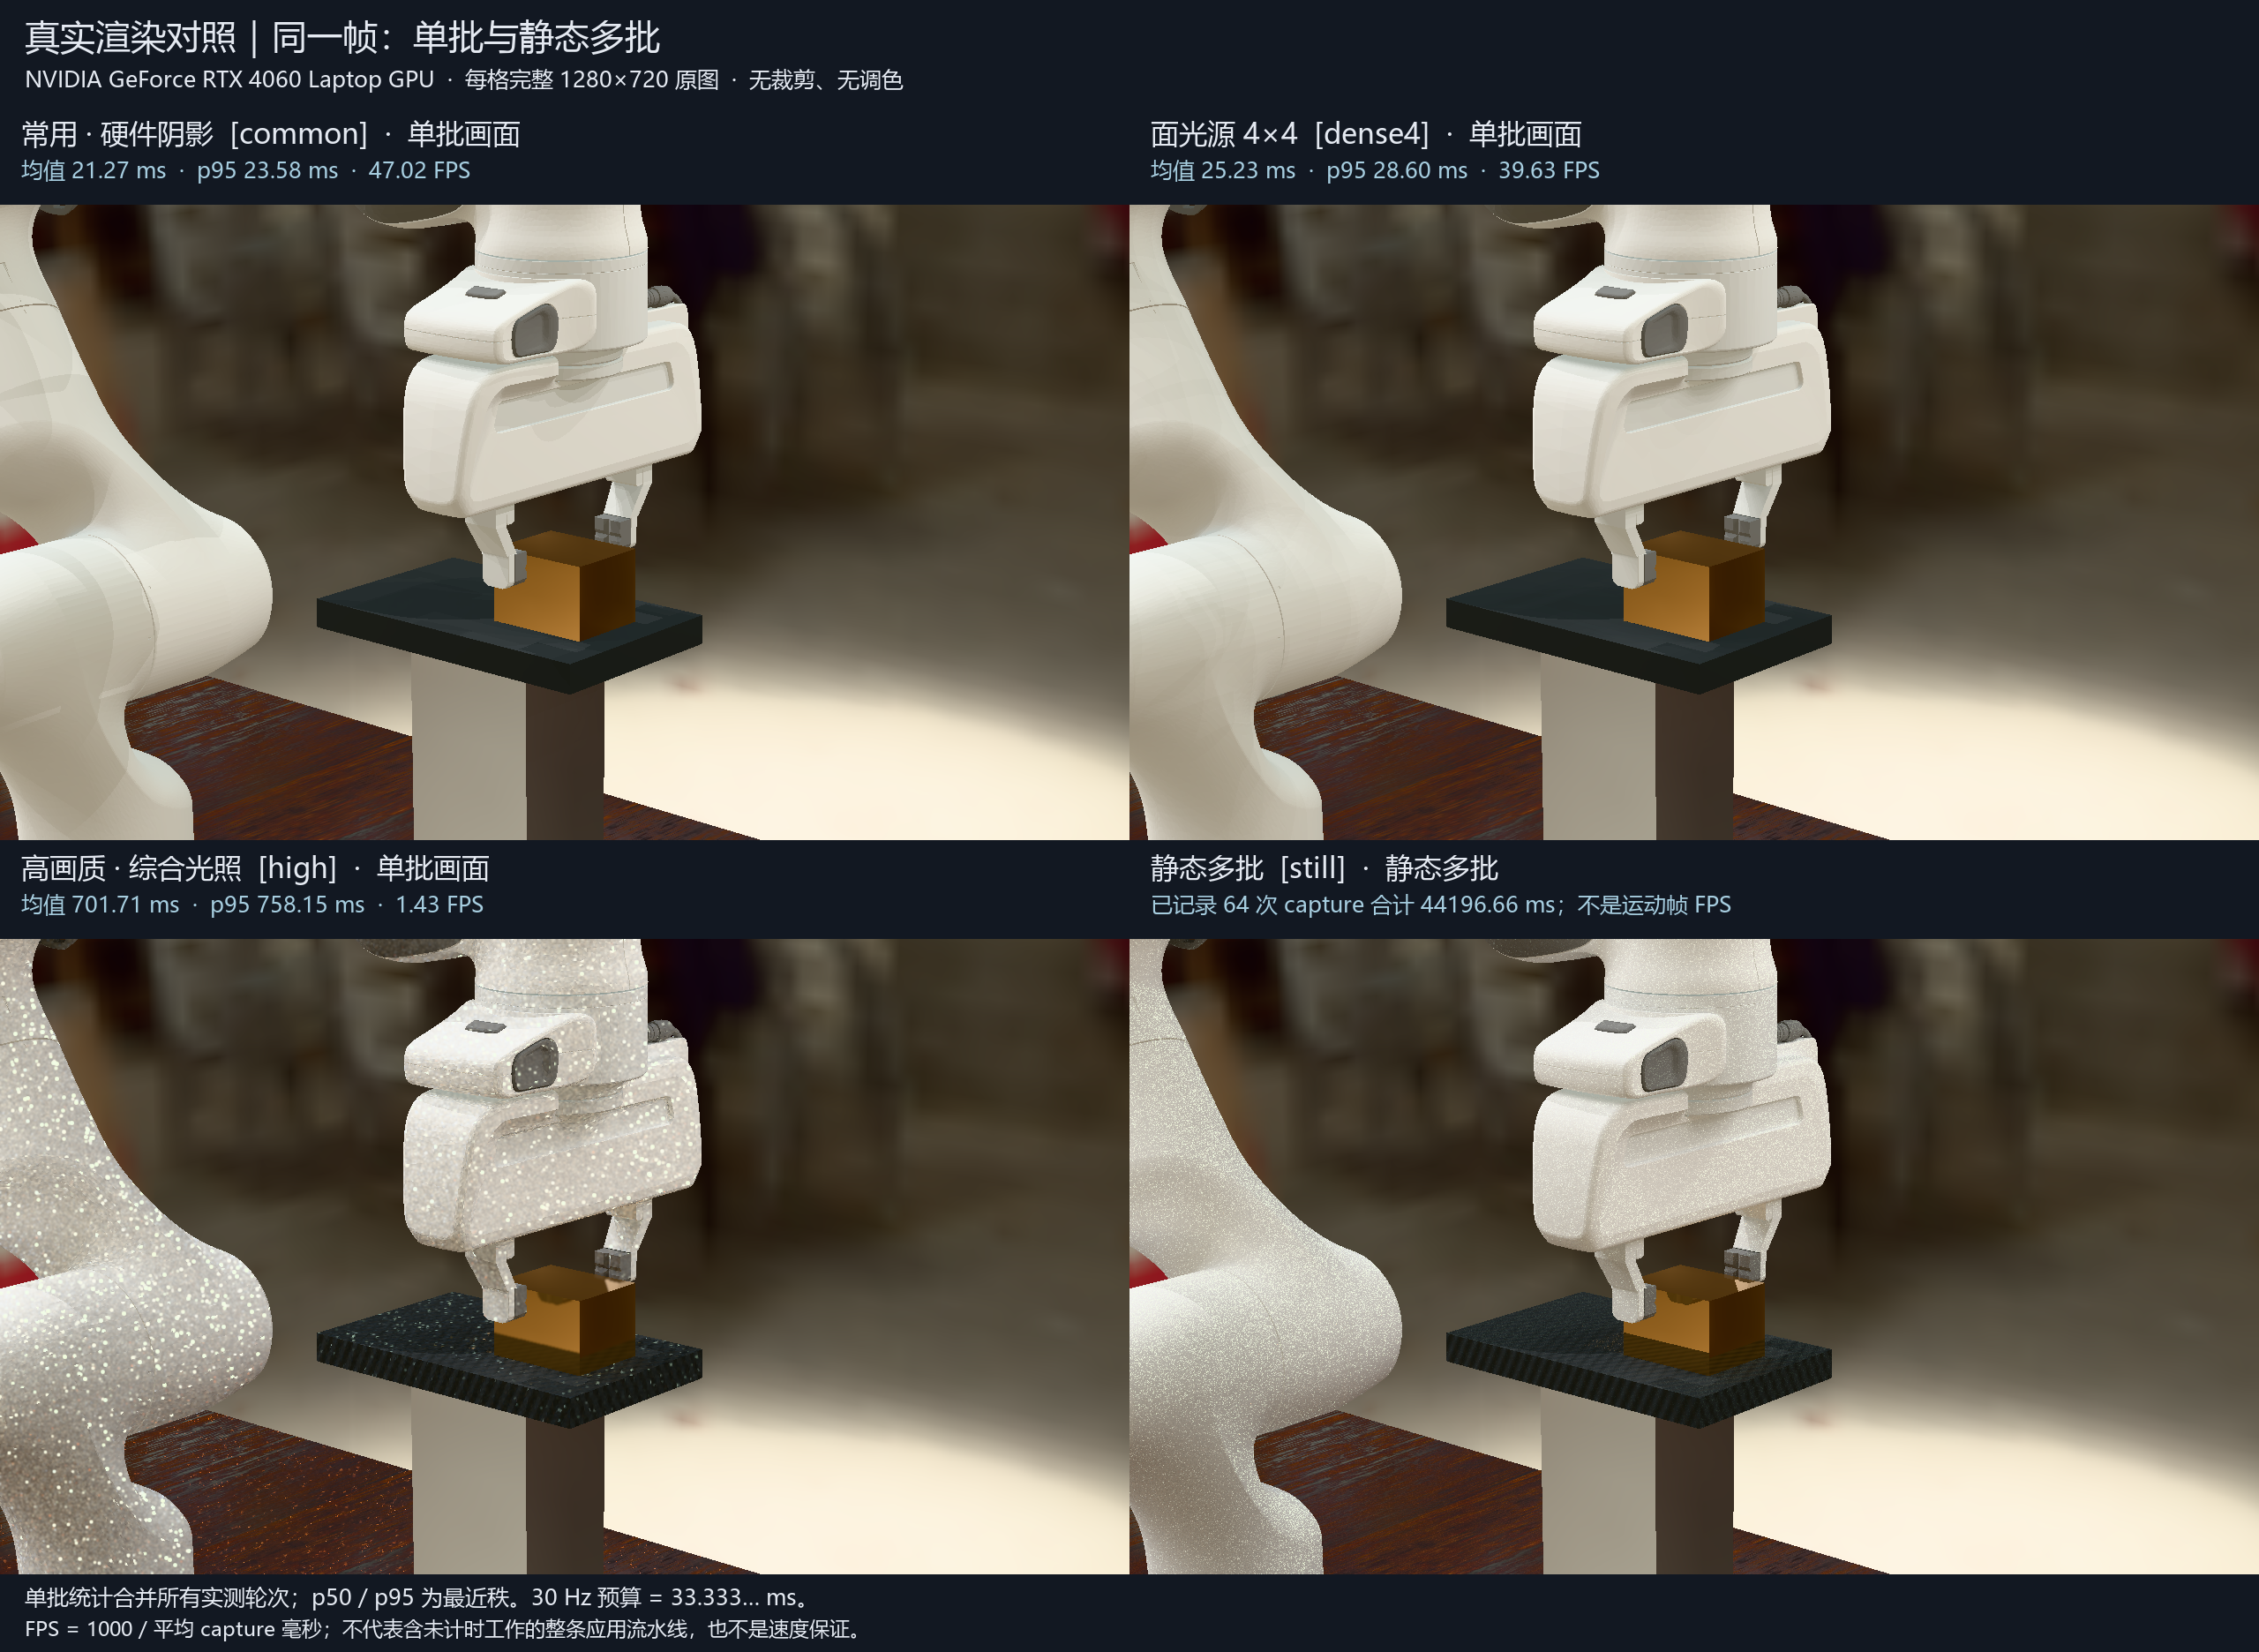 真实渲染对照 | 同一帧：单批与静态多批
NVIDIA GeForce RTX 4060 Laptop GPU · 每格完整 1280×720 原图 · 无裁剪、无调色
常用 · 硬件阴影 [common] · 单批画面
均值 21.27 ms · p95 23.58 ms · 47.02 FPS
面光源 4×4 [dense4] · 单批画面
均值 25.23 ms · p95 28.60 ms · 39.63 FPS
高画质 · 综合光照 [high] · 单批画面
均值 701.71 ms · p95 758.15 ms · 1.43 FPS
静态多批 [still] · 静态多批
已记录 64 次 capture 合计 44196.66 ms；不是运动帧 FPS
单批统计合并所有实测轮次；p50 / p95 为最近秩。30 Hz 预算 = 33.333… ms。
FPS = 1000 / 平均 capture 毫秒；不代表含未计时工作的整条应用流水线，也不是速度保证。